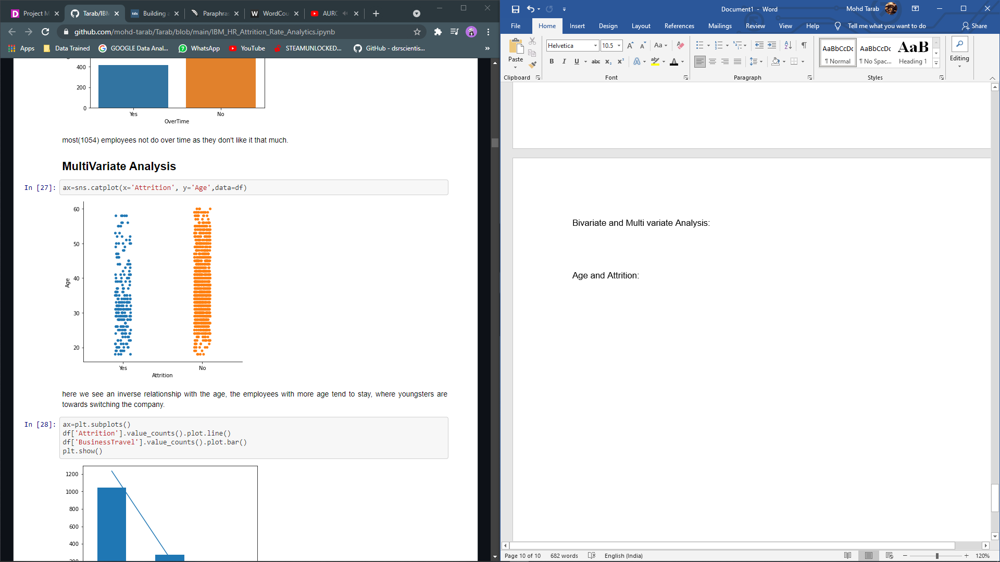 Project M
Tarab/IBM
Building a
Paraphras
WordCou
AURO
github.com/mohd-tarab/Tarab/blob/main/IBM_HR_Attrition_Rate_Analytics.ipynb
Apps
Data Trained
GOOGLE Data Anal...
WhatsApp
YouTube
STEAMUNLOCKED...
GitHub - dsrscientis...
»
400
200
0
Yes
No
OverTime
most(1054) employees not do over time as they don't like it that much.
MultiVariate Analysis
In [27]: ax=sns.catplot(x='Attrition', y='Age',data=df)
60
50
40
30
20
Age
Yes
No
Attrition
here we see an inverse relationship with the age, the employees with more age tend to stay, where youngsters are
towards switching the company.
In [28]: ax=plt.subplots()
df['Attrition'].value_counts().plot.line()
df['BusinessTravel'].value_counts().plot.bar()
plt.show()
1200
1000
800
600
400
200
Document1 - Word
Mohd Tarab
File
Home
Insert
Design
Layout
References
Mailings
Review
View
Help
Tell me what you want to do
Share
Paste
Clipboard
Helvetica
10.5
Font
Paragraph
AaBbCcDc
¶ Normal
AaBbCcDc
¶ No Spac...
AaB
Heading 1
Styles
Editing
Bivariate and Multi variate Analysis:
Age and Attrition:
Page 10 of 10
682 words
English (India)
120%